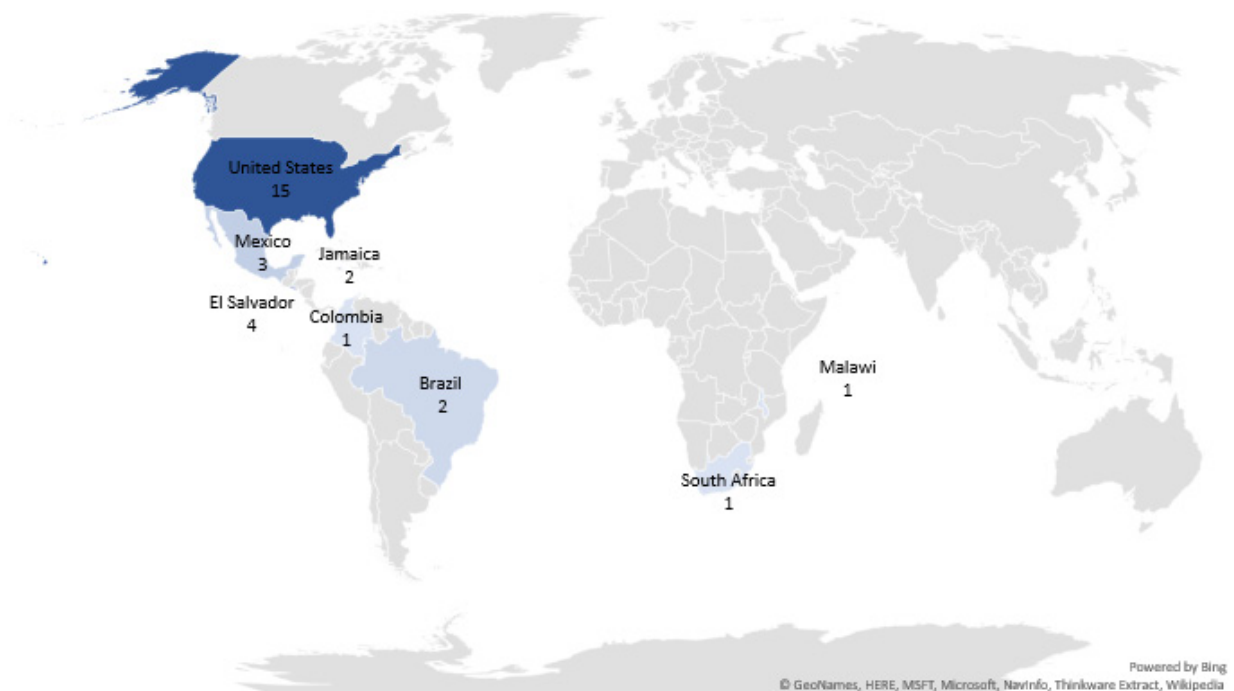 United States
15
Mexico
3
Jamaica
2
El Salvador
4
Colombia
1
Brazil
2
Malawi
1
South Africa
1
Powered by Bing
© GeoNames, HERE, MSFT, Microsoft, NavInfo, Thinkware Extract, Wikipedia